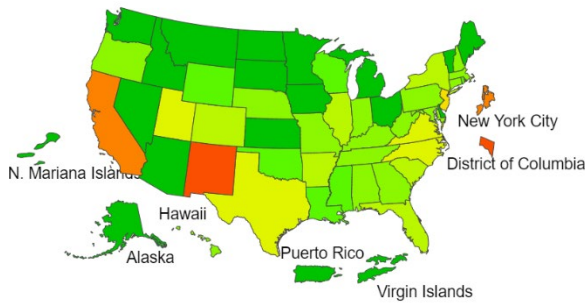 New York City
N. Mariana Islands
District of Columbia
Hawaii
Alaska
Puerto Rico
Virgin Islands